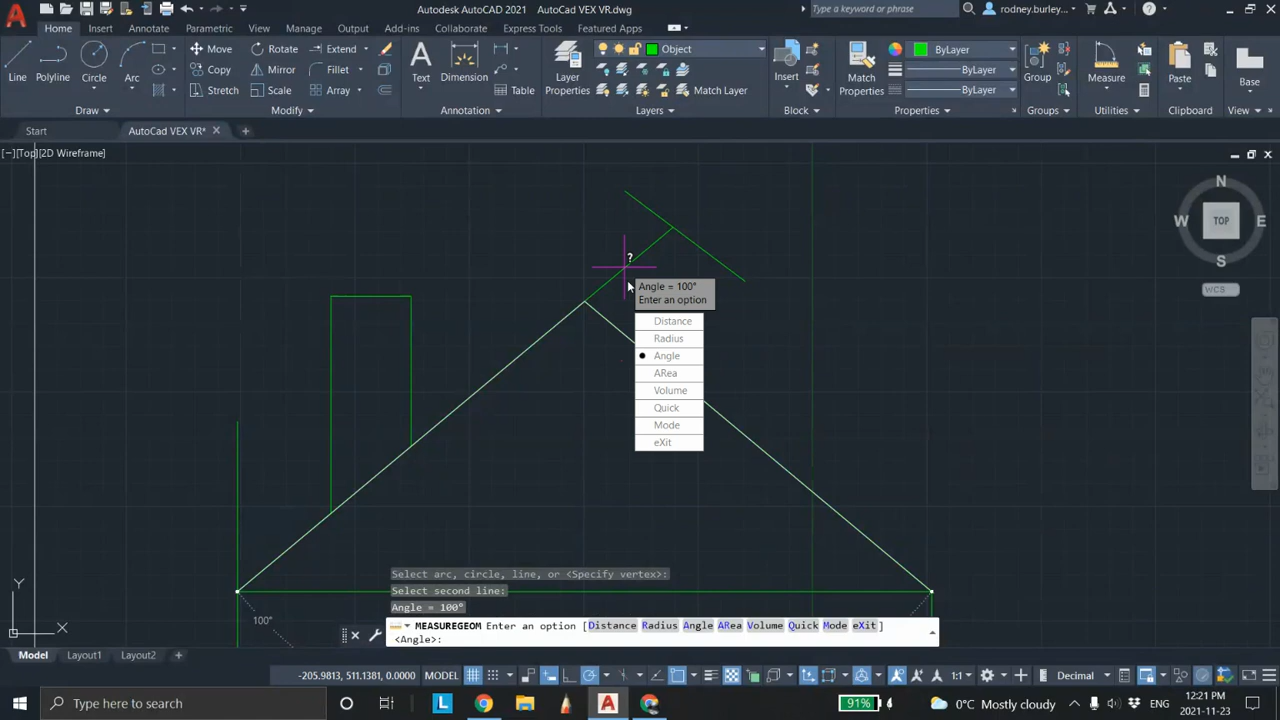 Autodesk AutoCAD 2021 AutoCad VEX VR.dwg
Type a keyword or phrase
rodney.burley...
Home Insert Annotate Parametric View Manage Output Add-ins Collaborate Express Tools Featured Apps
Line
Polyline
Circle
Arc
Draw
Move Rotate Extend
Copy Mirror Fillet
Stretch Scale Array
Modify
Text
Dimension
Table
Annotation
Layer
Properties
Object
Match Layer
Layers
Insert
Block
Match
Properties
ByLayer
ByLayer
ByLayer
Properties
Group
Groups
Measure
Utilities
Paste
Clipboard
Base
View
Start
AutoCad VEX VR*
[−][Top][2D Wireframe]
N
W TOP E
S
WCS
?
Angle = 100°
Enter an option
Distance
Radius
Angle
ARea
Volume
Quick
Mode
eXit
100°
Y
X
Select arc, circle, line, or <Specify vertex>:
Select second line:
Angle = 100°
MEASUREGEOM Enter an option [Distance Radius Angle ARea Volume Quick Mode eXit]
<Angle>:
Model Layout1 Layout2 +
-205.9813, 511.1381, 0.0000 MODEL
1:1
Decimal
Type here to search
91%
0°C Mostly cloudy
ENG
12:21 PM
2021-11-23